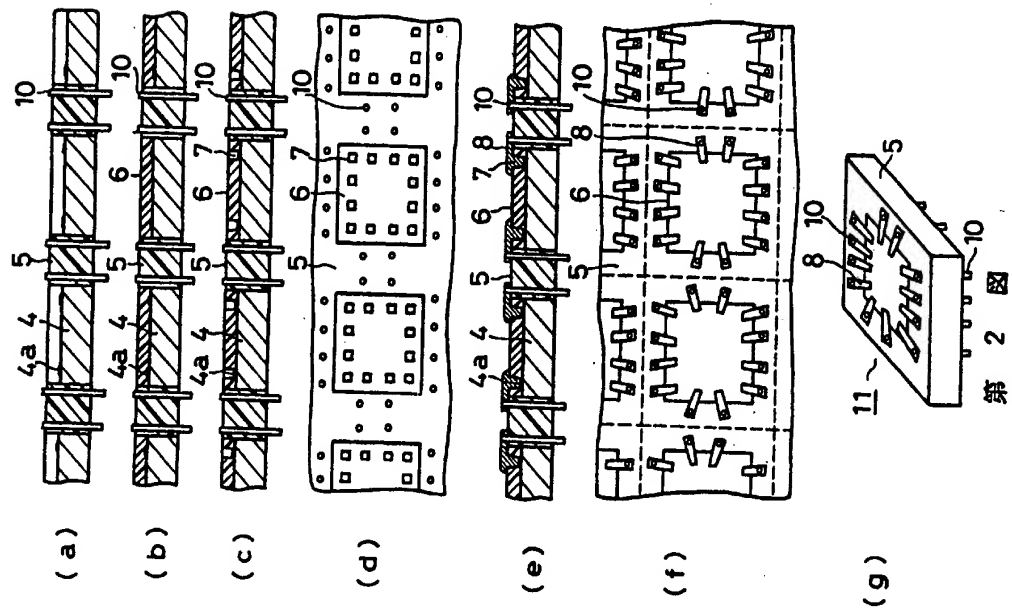 (a) 4a 4 5 10
(b) 4a 4 5 6 10
(c) 4a 4 5 6 7 10
(d) 5 6 7 10
(e) 4a 4 5 6 7 8 10
(f) 5 6 8 10
(g) 11 8 10 5 10
第 2 図